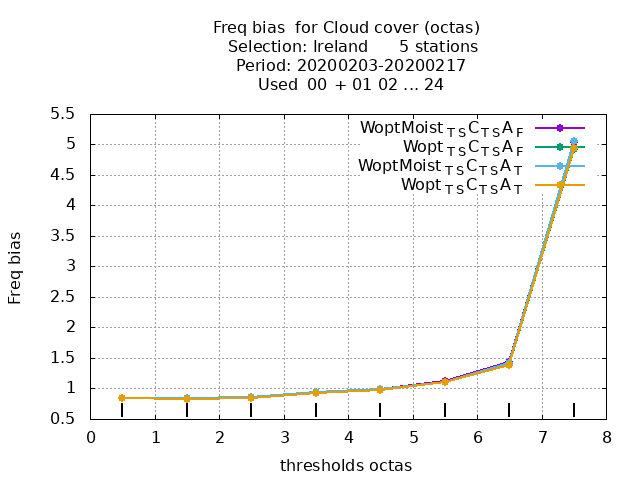 Freq bias  for Cloud cover (octas)
Selection: Ireland      5 stations
Period: 20200203-20200217
Used  00 + 01 02 ... 24
5.5
5
4.5
4
3.5
3
2.5
2
1.5
1
0.5
Freq bias
WoptMoist TS C TS A F
Wopt TS C TS A F
WoptMoist TS C TS A T
Wopt TS C TS A T
0 1 2 3 4 5 6 7 8
thresholds octas